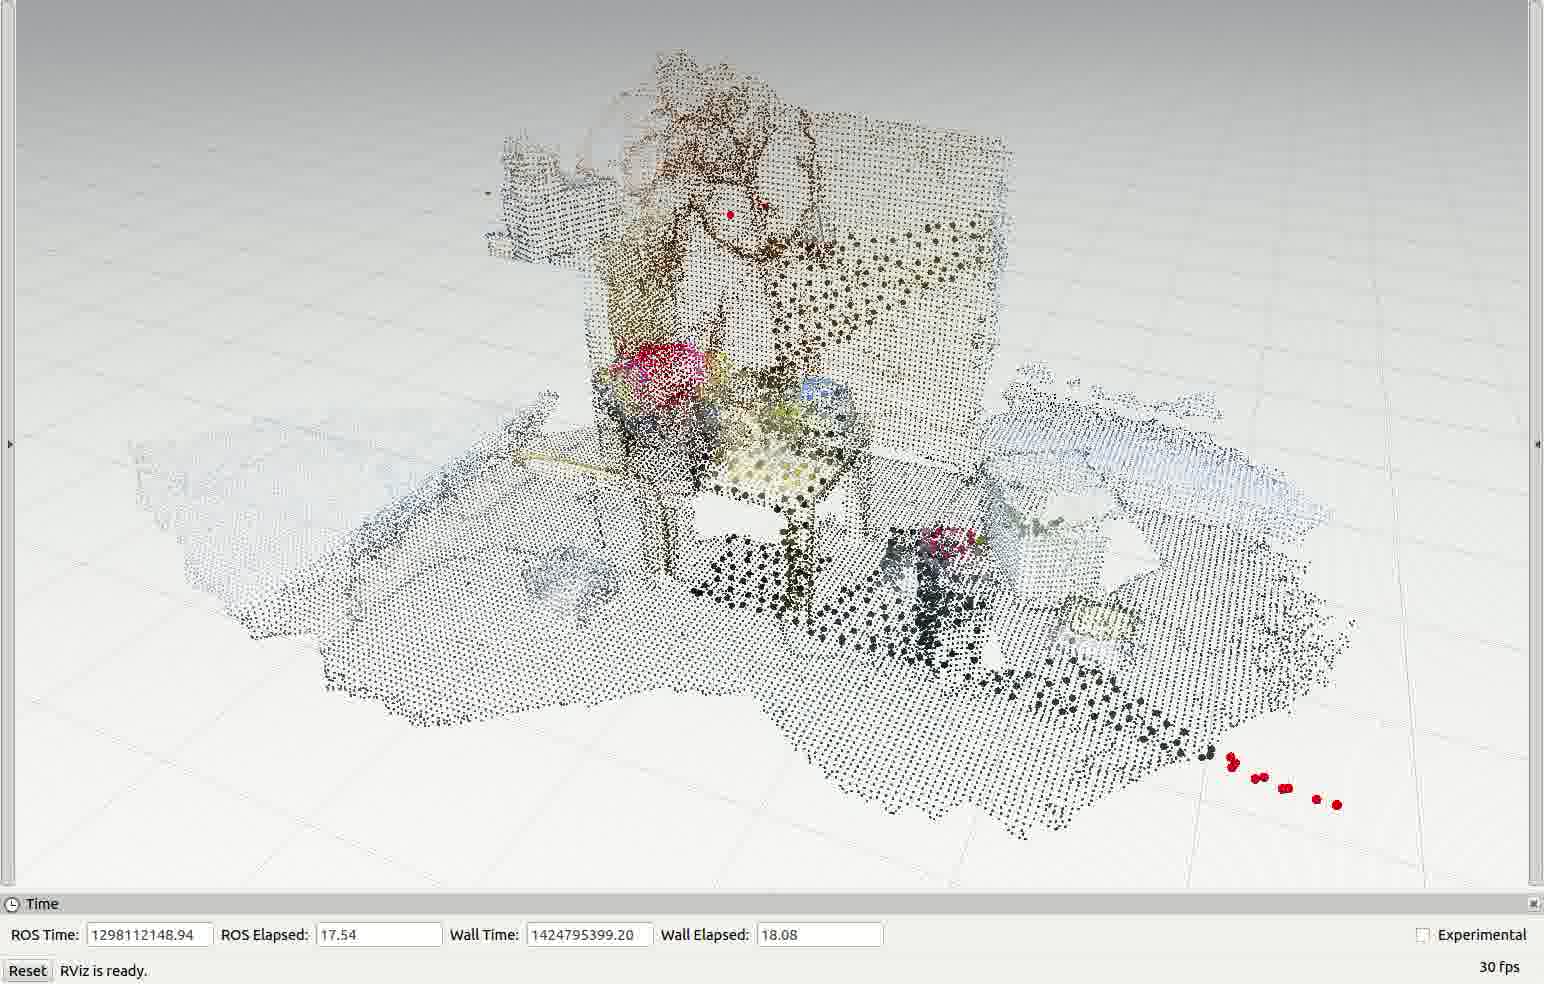 Time
ROS Time: 1298112148.94 ROS Elapsed: 17.54 Wall Time: 1424795399.20 Wall Elapsed: 18.08 Experimental
Reset RViz is ready. 30 fps